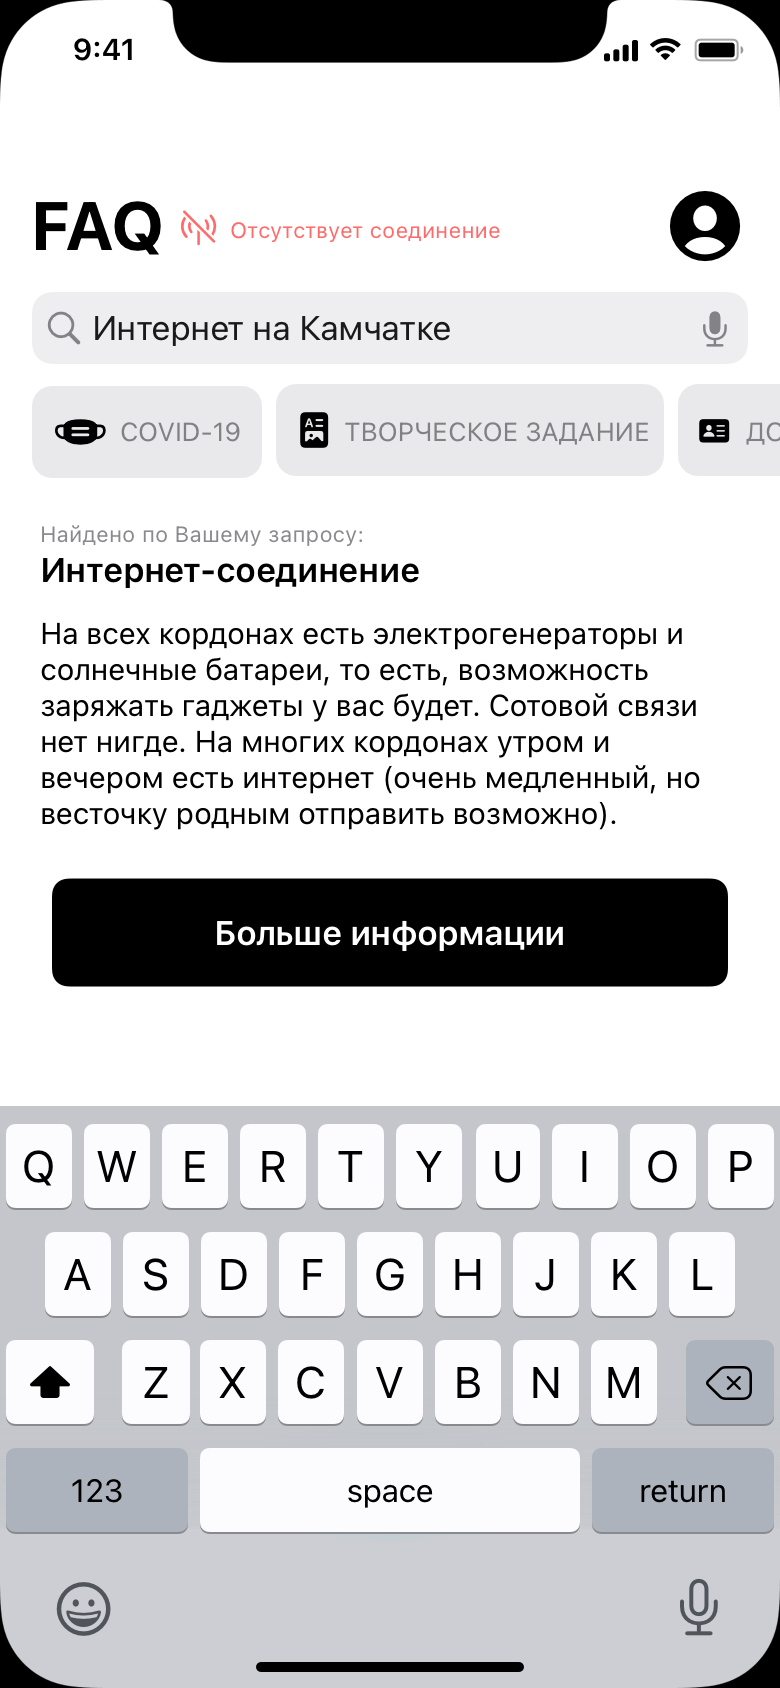 9:41
FAQ Отсутствует соединение
Интернет на Камчатке
COVID-19 ТВОРЧЕСКОЕ ЗАДАНИЕ ДО
Найдено по Вашему запросу:
Интернет-соединение
На всех кордонах есть электрогенераторы и
солнечные батареи, то есть, возможность
заряжать гаджеты у вас будет. Сотовой связи
нет нигде. На многих кордонах утром и
вечером есть интернет (очень медленный, но
весточку родным отправить возможно).
Больше информации
Q W E R T Y U I O P
A S D F G H J K L
Z X C V B N M
123 space return